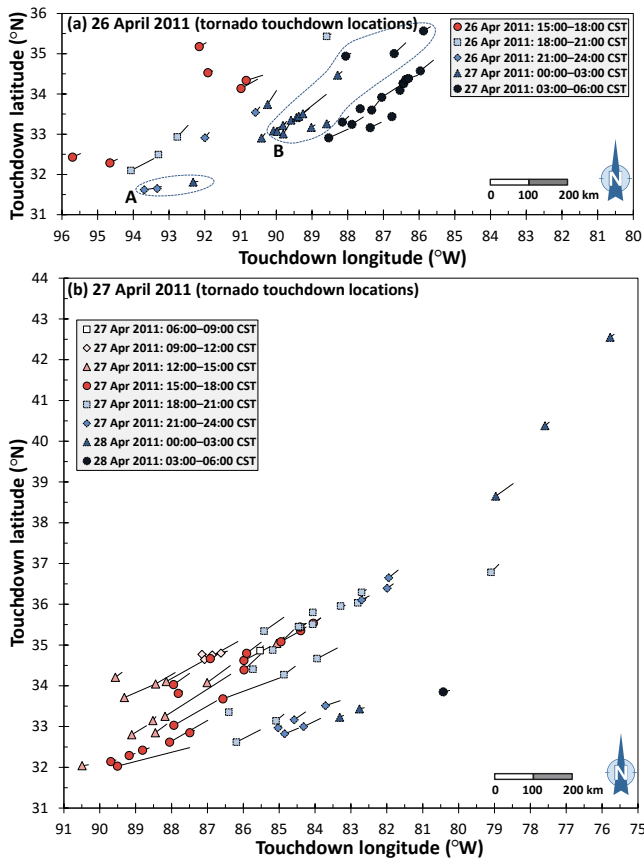 (a) 26 April 2011 (tornado touchdown locations)
26 Apr 2011: 15:00–18:00 CST
26 Apr 2011: 18:00–21:00 CST
26 Apr 2011: 21:00–24:00 CST
27 Apr 2011: 00:00–03:00 CST
27 Apr 2011: 03:00–06:00 CST
Touchdown latitude (°N)
36
35
34
33
32
31
A
B
N
0 100 200
km
96 95 94 93 92 91 90 89 88 87 86 85 84 83 82 81 80
Touchdown longitude (°W)
(b) 27 April 2011 (tornado touchdown locations)
27 Apr 2011: 06:00–09:00 CST
27 Apr 2011: 09:00–12:00 CST
27 Apr 2011: 12:00–15:00 CST
27 Apr 2011: 15:00–18:00 CST
27 Apr 2011: 18:00–21:00 CST
27 Apr 2011: 21:00–24:00 CST
28 Apr 2011: 00:00–03:00 CST
28 Apr 2011: 03:00–06:00 CST
Touchdown latitude (°N)
44
43
42
41
40
39
38
37
36
35
34
33
32
31
N
0 100 200
km
91 90 89 88 87 86 85 84 83 82 81 80 79 78 77 76 75
Touchdown longitude (°W)